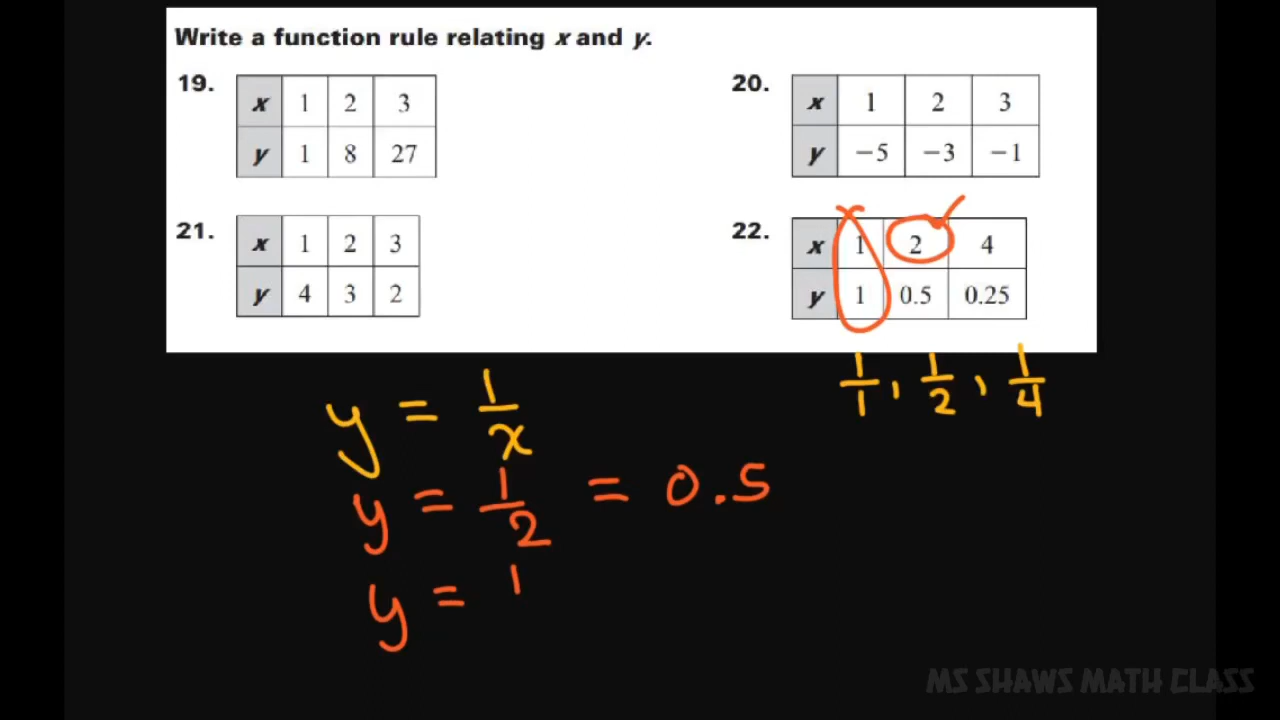 Write a function rule relating x and y.
19.
x 1 2 3
y 1 8 27
20.
x 1 2 3
y −5 −3 −1
21.
x 1 2 3
y 4 3 2
22.
x 1 2 4
y 1 0.5 0.25
1/1, 1/2, 1/4
y = 1/x
y = 1/2 = 0.5
y = 1
MS SHAWS MATH CLASS